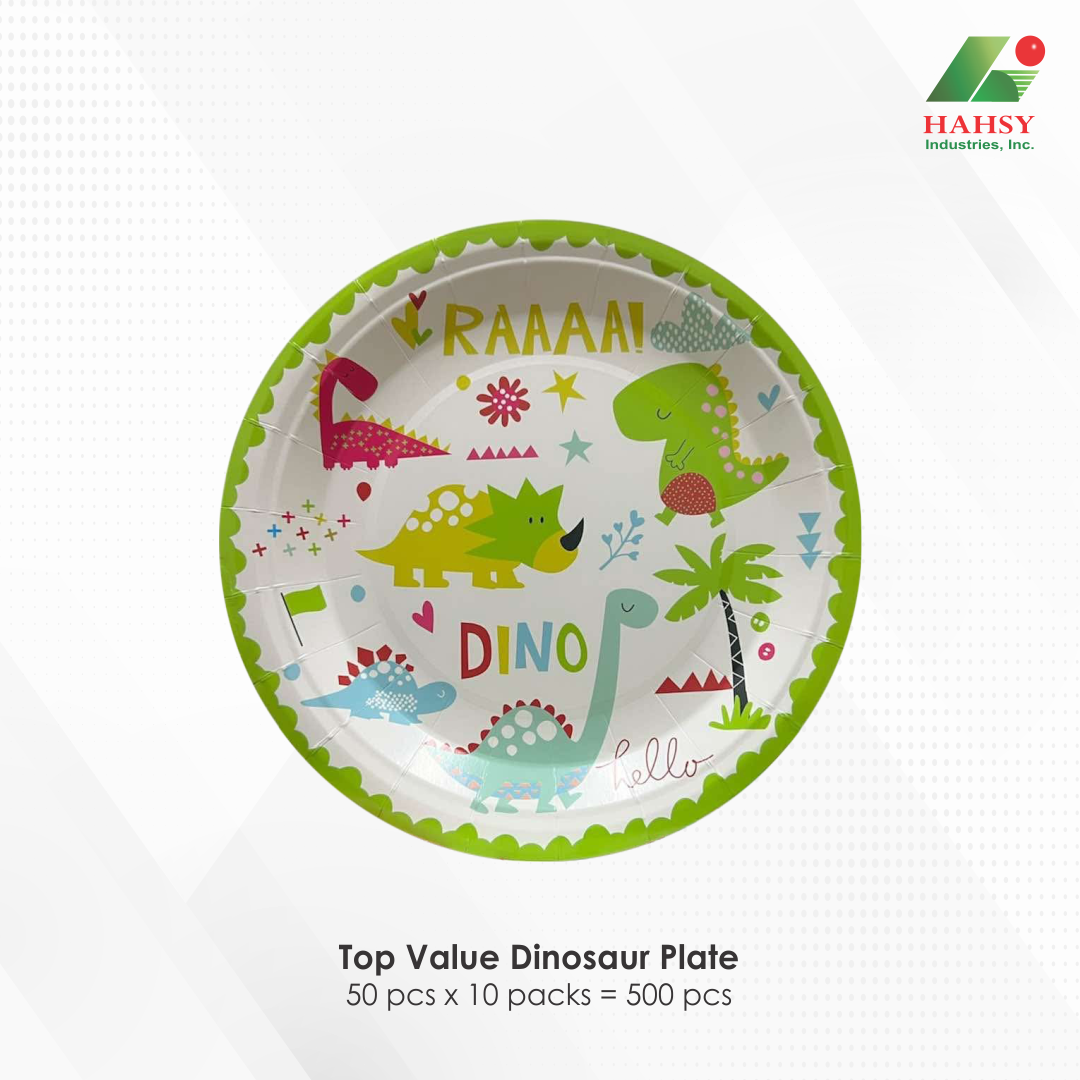 HAHSY
Industries, Inc.
RAAAA!
DINO
hello
Top Value Dinosaur Plate
50 pcs x 10 packs = 500 pcs